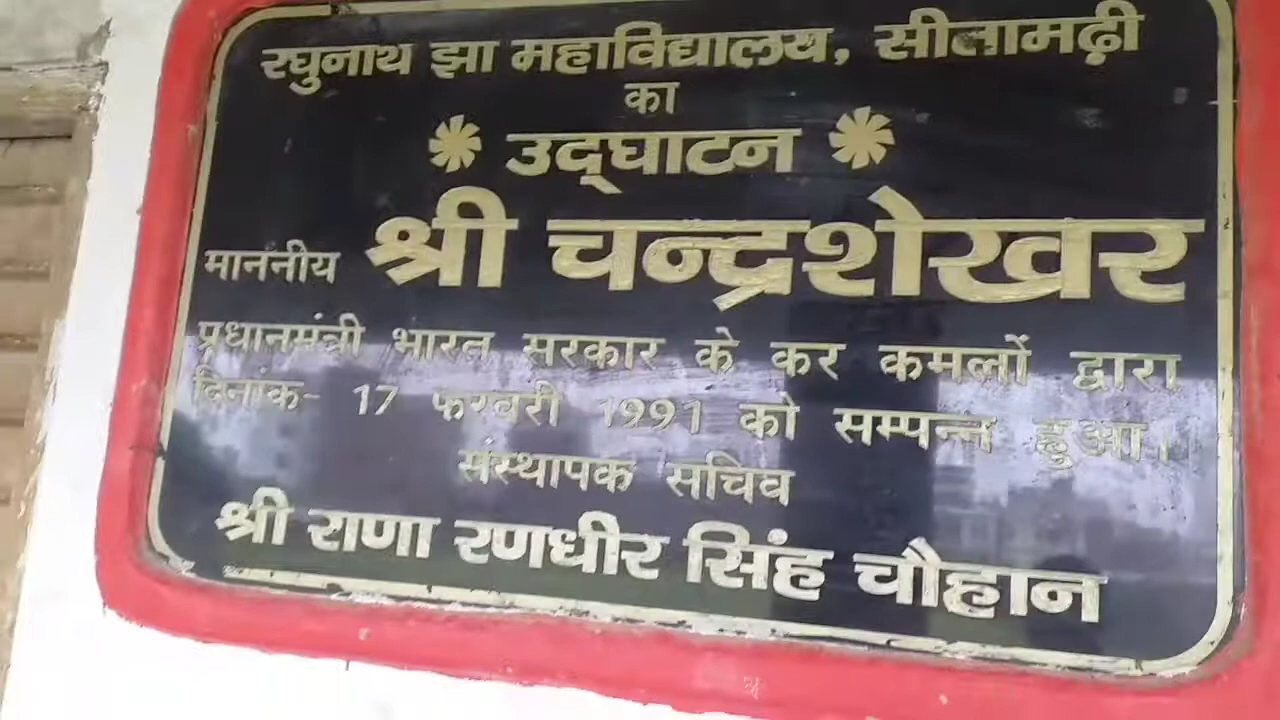 रघुनाथ झा महाविद्यालय, सीतामढ़ी
का
उद्‌घाटन
माननीय श्री चन्द्रशेखर
प्रधानमंत्री भारत सरकार के कर कमलों द्वारा
दिनांक- 17 फरवरी 1991 को सम्पन्न हुआ।
संस्थापक सचिव
श्री राणा रणधीर सिंह चौहान